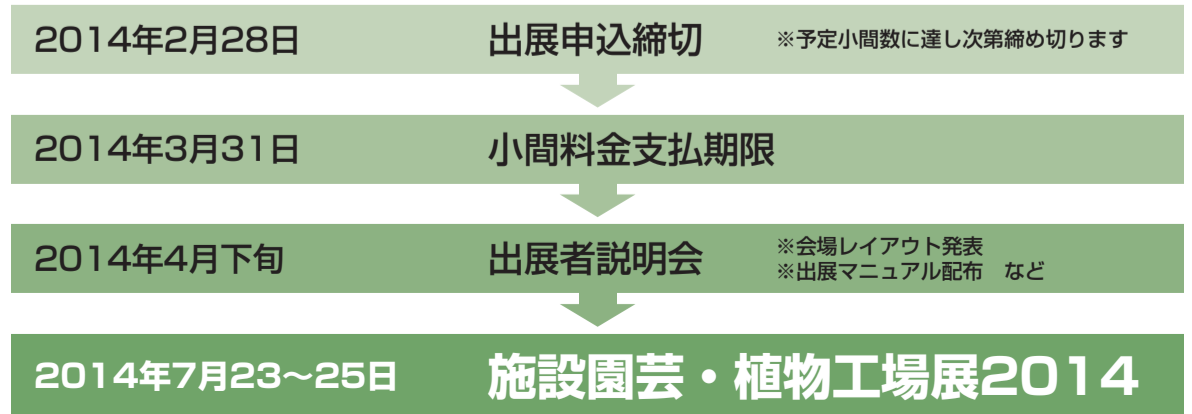 2014年2月28日 出展申込締切 ※予定小間数に達し次第締め切ります
2014年3月31日 小間料金支払期限
2014年4月下旬 出展者説明会 ※会場レイアウト発表
※出展マニュアル配布　など
2014年7月23〜25日 施設園芸・植物工場展2014